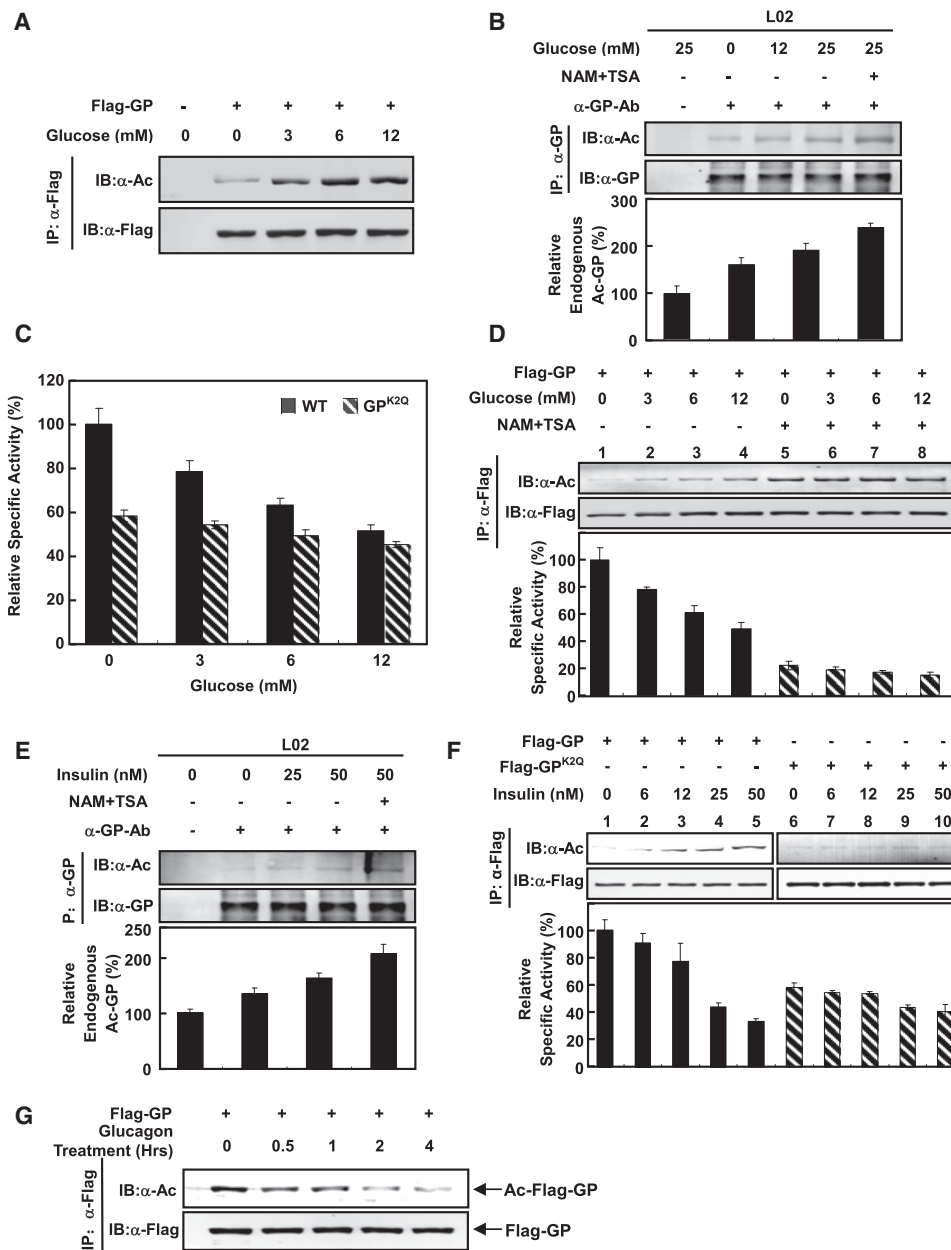 A
Flag-GP - + + + +
Glucose (mM) 0 0 3 6 12
IP: α-Flag
IB:α-Ac
IB:α-Flag
B
L02
Glucose (mM) 25 0 12 25 25
NAM+TSA - - - - +
α-GP-Ab - + + + +
IP: α-GP
IB:α-Ac
IB:α-GP
Relative
Endogenous
Ac-GP (%)
300
200
100
0
C
Relative Specific Activity (%)
120
100
80
60
40
20
0
WT GP^K2Q
0 3 6 12
Glucose (mM)
D
Flag-GP + + + + + + + +
Glucose (mM) 0 3 6 12 0 3 6 12
NAM+TSA - - - - + + + +
1 2 3 4 5 6 7 8
IP: α-Flag
IB:α-Ac
IB:α-Flag
Relative
Specific Activity (%)
100
80
60
40
20
0
E
L02
Insulin (nM) 0 0 25 50 50
NAM+TSA - - - - +
α-GP-Ab - + + + +
P: α-GP
IB:α-Ac
IB:α-GP
Relative
Endogenous
Ac-GP (%)
250
200
100
0
F
Flag-GP + + + + + - - - - -
Flag-GP^K2Q - - - - - + + + + +
Insulin (nM) 0 6 12 25 50 0 6 12 25 50
1 2 3 4 5 6 7 8 9 10
IP: α-Flag
IB:α-Ac
IB:α-Flag
Relative
Specific Activity (%)
100
80
60
40
20
0
G
Flag-GP + + + + +
Glucagon
Treatment (Hrs) 0 0.5 1 2 4
IP: α-Flag
IB:α-Ac
Ac-Flag-GP
IB:α-Flag
Flag-GP